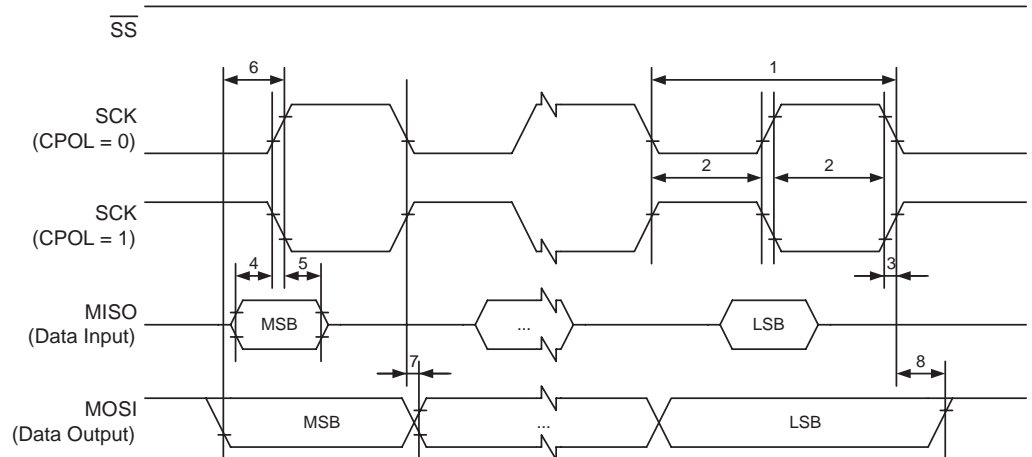 SS
6
1
SCK
(CPOL = 0)
2
2
SCK
(CPOL = 1)
4
5
3
MISO
(Data Input)
MSB
...
LSB
7
8
MOSI
(Data Output)
MSB
...
LSB